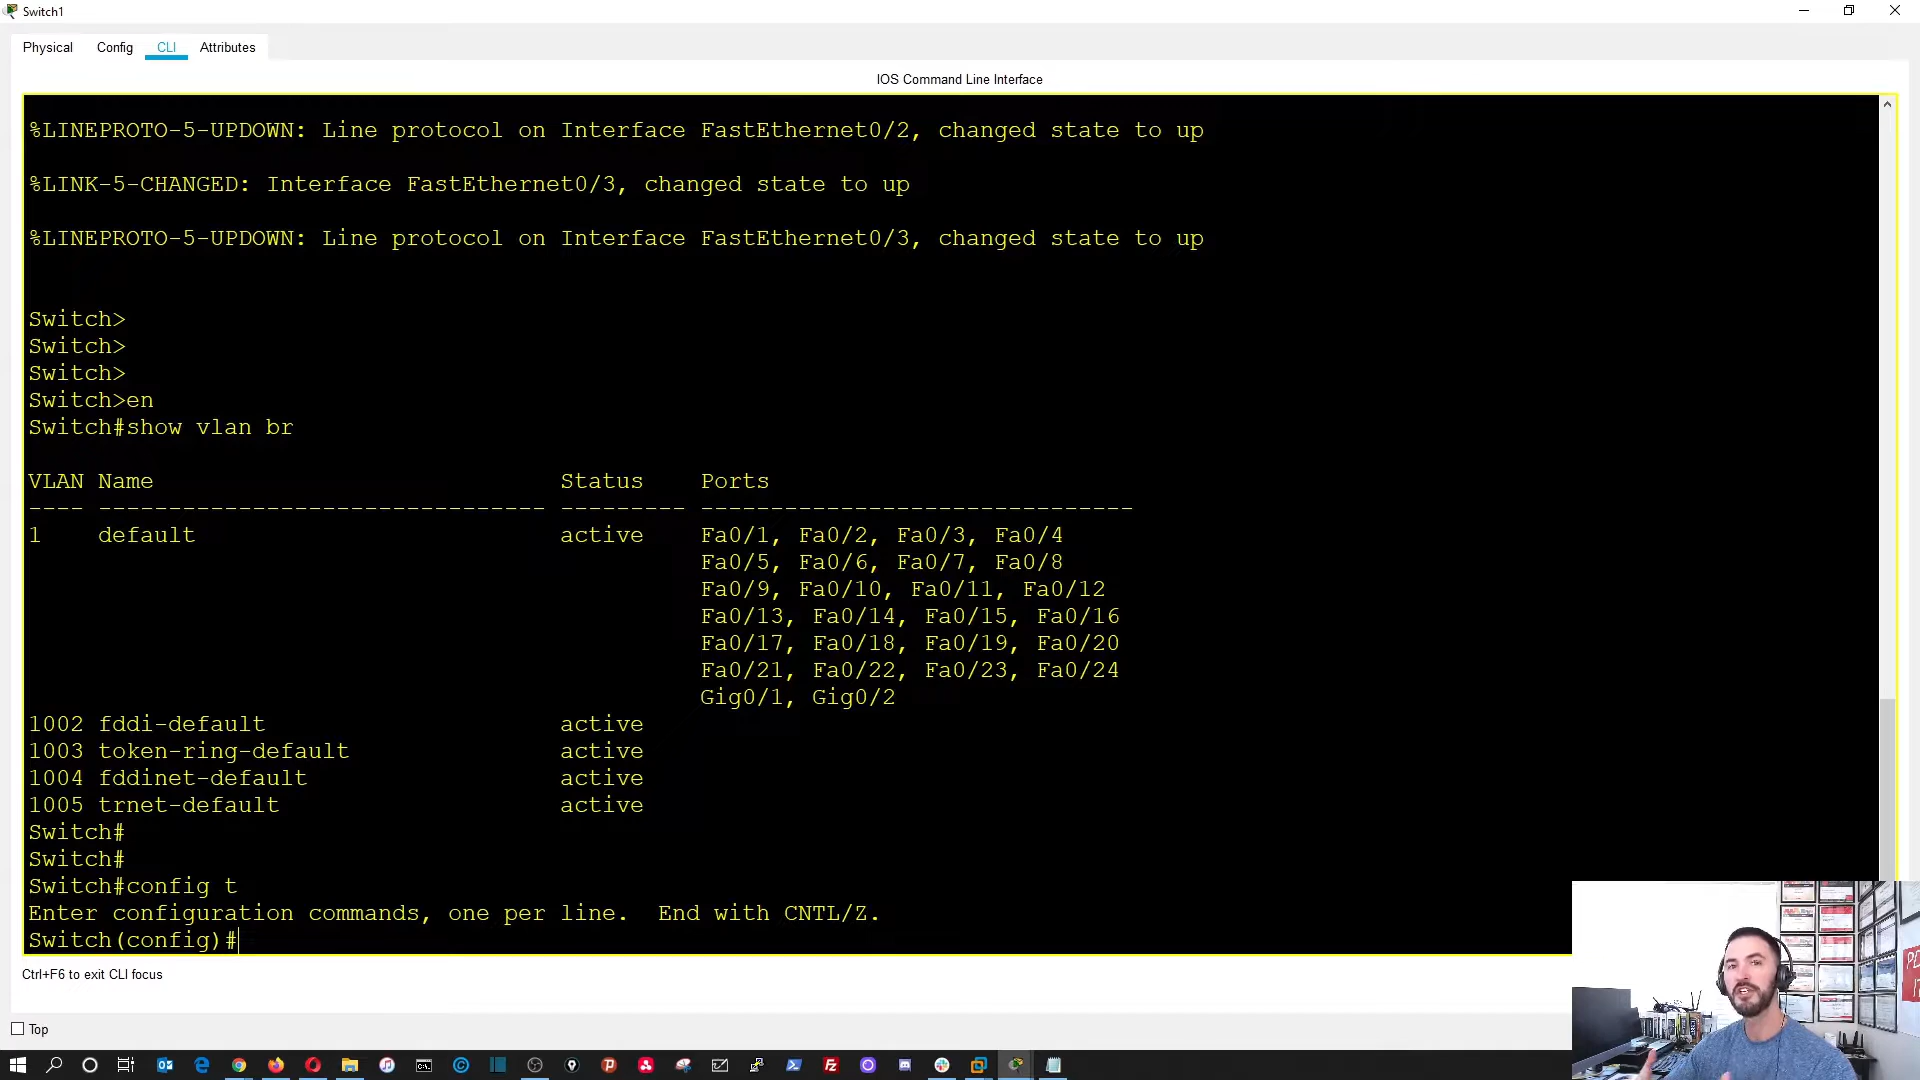 Switch1
Physical Config CLI Attributes
IOS Command Line Interface
%LINEPROTO-5-UPDOWN: Line protocol on Interface FastEthernet0/2, changed state to up
%LINK-5-CHANGED: Interface FastEthernet0/3, changed state to up
%LINEPROTO-5-UPDOWN: Line protocol on Interface FastEthernet0/3, changed state to up
Switch>
Switch>
Switch>
Switch>en
Switch#show vlan br
VLAN Name Status Ports
---- -------------------------------- --------- -------------------------------
1 default active Fa0/1, Fa0/2, Fa0/3, Fa0/4
Fa0/5, Fa0/6, Fa0/7, Fa0/8
Fa0/9, Fa0/10, Fa0/11, Fa0/12
Fa0/13, Fa0/14, Fa0/15, Fa0/16
Fa0/17, Fa0/18, Fa0/19, Fa0/20
Fa0/21, Fa0/22, Fa0/23, Fa0/24
Gig0/1, Gig0/2
1002 fddi-default active
1003 token-ring-default active
1004 fddinet-default active
1005 trnet-default active
Switch#
Switch#
Switch#config t
Enter configuration commands, one per line. End with CNTL/Z.
Switch(config)#
Ctrl+F6 to exit CLI focus
Top